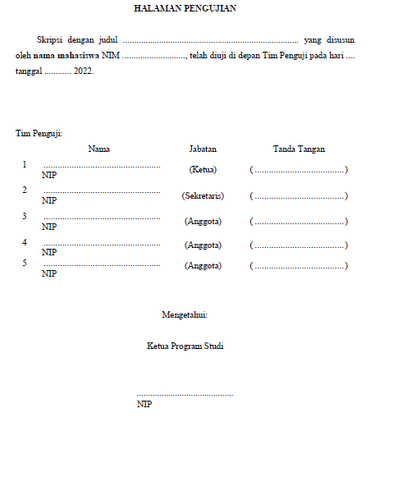 HALAMAN PENGUJIAN
Skripsi dengan judul ........................................................................... yang disusun
oleh nama mahasiswa NIM ..........................., telah diuji di depan Tim Penguji pada hari ....
tanggal ............ 2022.
Tim Penguji:
Nama Jabatan Tanda Tangan
1 .................................................. (Ketua) (......................................)
NIP
2 .................................................. (Sekretaris) (......................................)
NIP
3 .................................................. (Anggota) (......................................)
NIP
4 .................................................. (Anggota) (......................................)
NIP
5 .................................................. (Anggota) (......................................)
NIP
Mengetahui:
Ketua Program Studi
.........................................
NIP